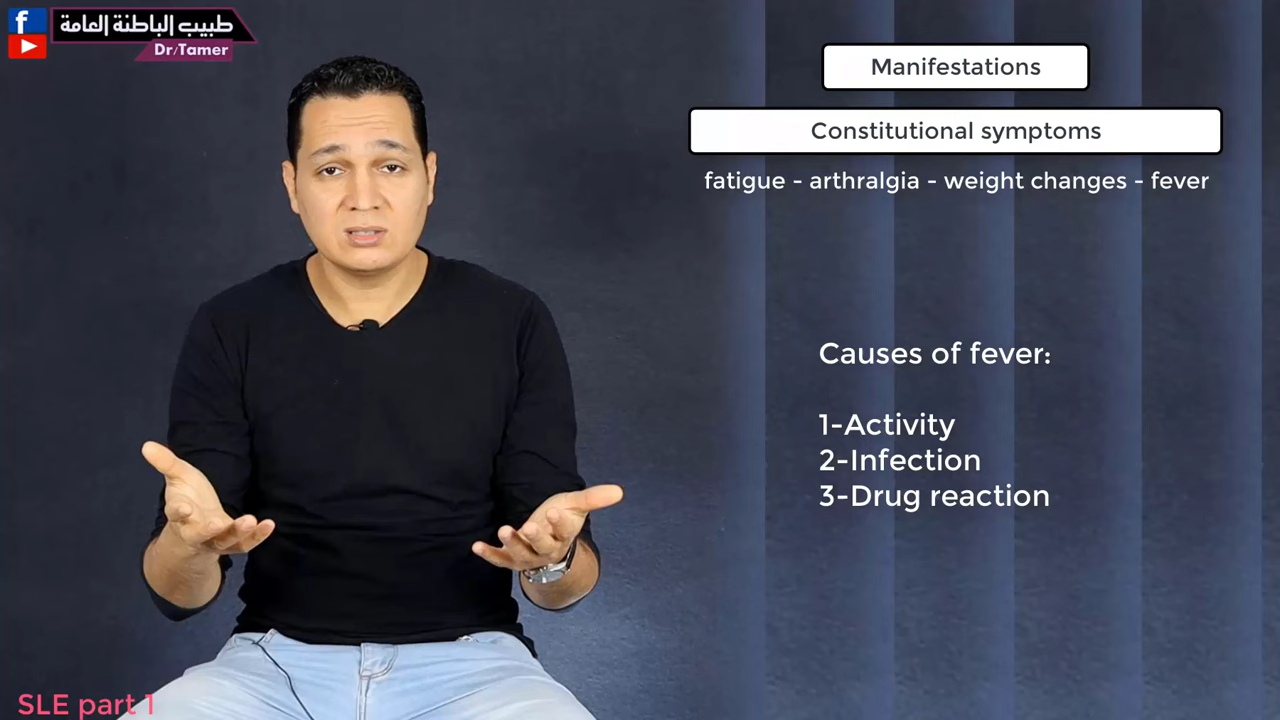 طبيب الباطنة العامة
Dr/Tamer
Manifestations
Constitutional symptoms
fatigue - arthralgia - weight changes - fever
Causes of fever:
1-Activity
2-Infection
3-Drug reaction
SLE part 1